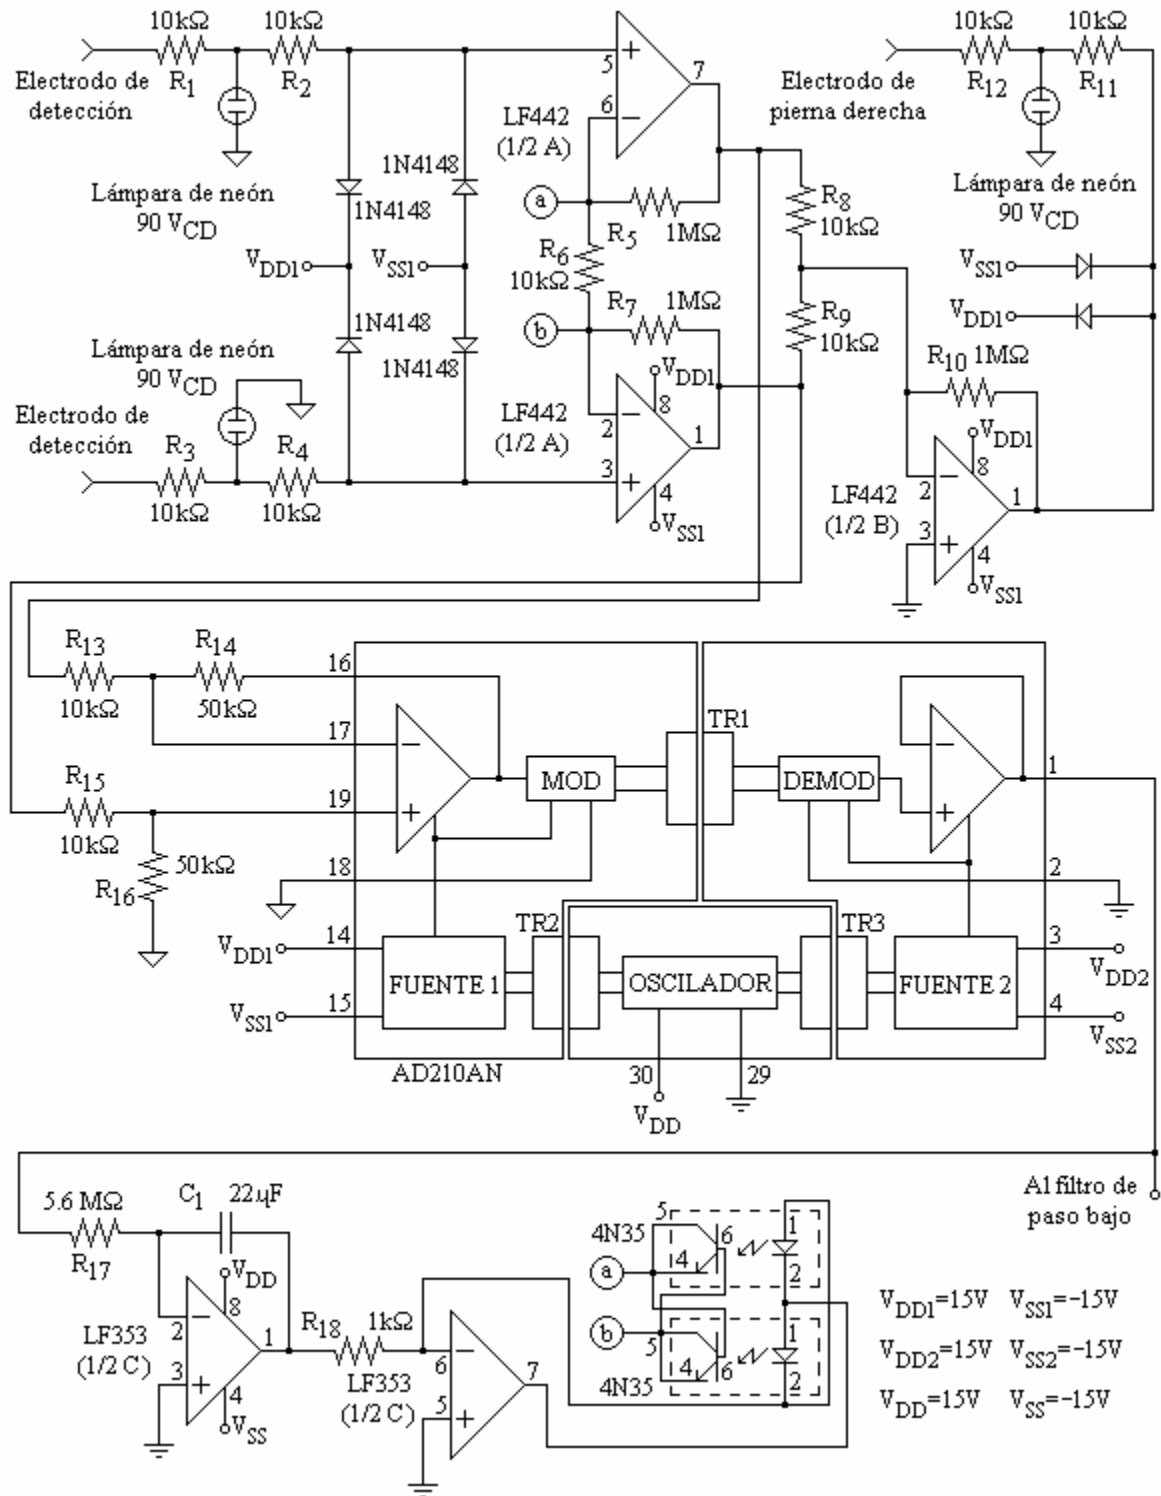 10kΩ
10kΩ
R1
R2
Electrodo de
detección
Lámpara de neón
90 VCD
1N4148
1N4148
VDD1
VSS1
1N4148
1N4148
Lámpara de neón
90 VCD
Electrodo de
detección
R3
R4
10kΩ
10kΩ
5
6
7
LF442
(1/2 A)
a
R5
1MΩ
R6
10kΩ
R7
1MΩ
b
VDD1
8
LF442
(1/2 A)
2
3
1
4
VSS1
R8
10kΩ
R9
10kΩ
10kΩ
10kΩ
R12
R11
Electrodo de
pierna derecha
Lámpara de neón
90 VCD
VSS1
VDD1
R10
1MΩ
VDD1
8
LF442
(1/2 B)
2
3
1
4
VSS1
R13
10kΩ
R14
50kΩ
16
17
R15
10kΩ
19
50kΩ
R16
18
VDD1
14
VSS1
15
MOD
TR1
DEMOD
1
2
TR2
TR3
FUENTE 1
OSCILADOR
FUENTE 2
3
VDD2
4
VSS2
AD210AN
30
29
VDD
Al filtro de
paso bajo
5.6 MΩ
R17
C1
22µF
VDD
8
LF353
(1/2 C)
2
3
1
4
VSS
R18
1kΩ
LF353
(1/2 C)
6
5
7
4N35
5
6
4
1
2
a
b
5
4
6
1
2
4N35
VDD1=15V VSS1=-15V
VDD2=15V VSS2=-15V
VDD=15V VSS=-15V